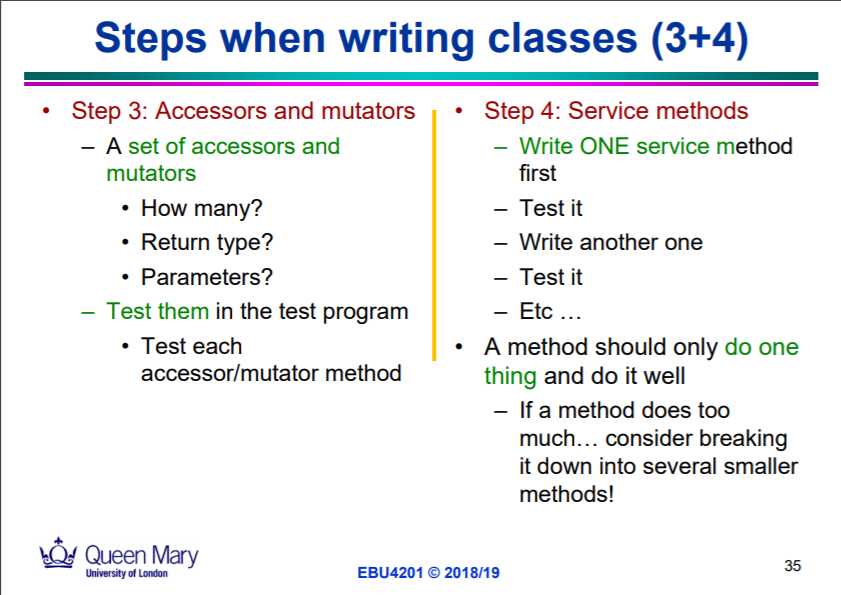 Steps when writing classes (3+4)
• Step 3: Accessors and mutators
– A set of accessors and
mutators
• How many?
• Return type?
• Parameters?
– Test them in the test program
• Test each
accessor/mutator method
• Step 4: Service methods
– Write ONE service method
first
– Test it
– Write another one
– Test it
– Etc …
• A method should only do one
thing and do it well
– If a method does too
much… consider breaking
it down into several smaller
methods!
Queen Mary
University of London
EBU4201 © 2018/19
35